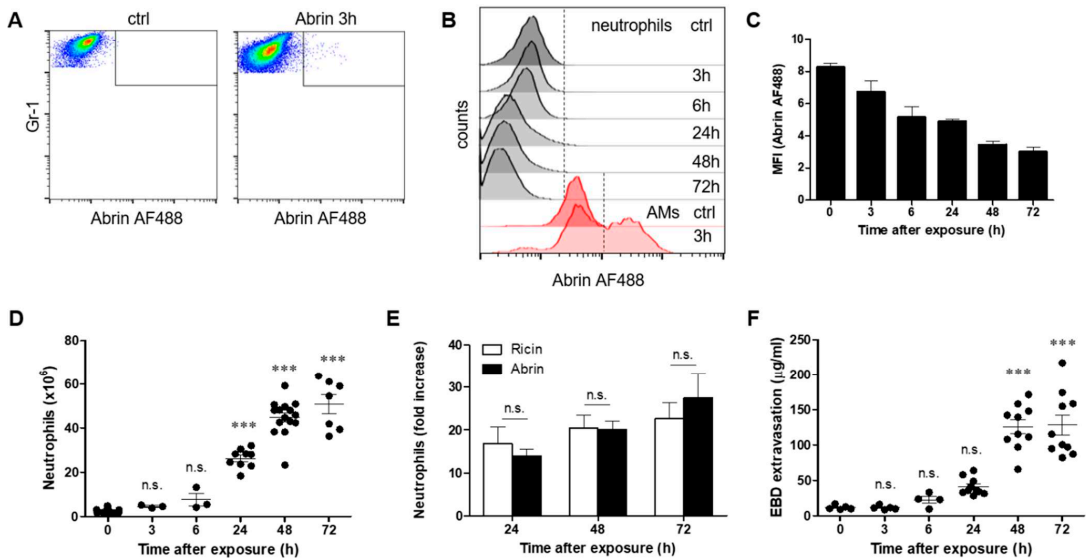 A
ctrl
Abrin 3h
Gr-1
Abrin AF488
Abrin AF488
B
neutrophils ctrl
3h
6h
24h
48h
72h
AMs ctrl
3h
counts
Abrin AF488
C
MFI (Abrin AF488)
10
8
6
4
2
0
0 3 6 24 48 72
Time after exposure (h)
D
Neutrophils (x10⁶)
80
60
40
20
0
n.s.
n.s.
***
***
***
0 3 6 24 48 72
Time after exposure (h)
E
Neutrophils (fold increase)
40
30
20
10
0
Ricin
Abrin
n.s.
n.s.
n.s.
24 48 72
Time after exposure (h)
F
EBD extravasation (µg/ml)
250
200
150
100
50
0
n.s.
n.s.
n.s.
***
***
0 3 6 24 48 72
Time after exposure (h)